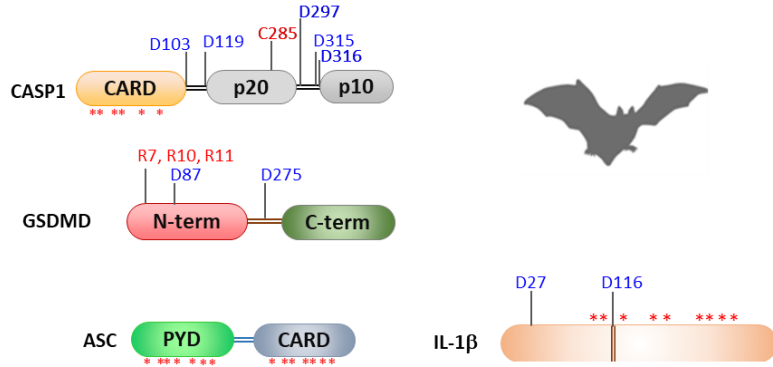 D297
C285
D103 D119 D315
D316
CASP1 CARD p20 p10
** ** * *
R7, R10, R11
D87 D275
GSDMD N-term C-term
D27 D116
** * ** ****
ASC PYD CARD IL-1β
* *** * *** * ** *****